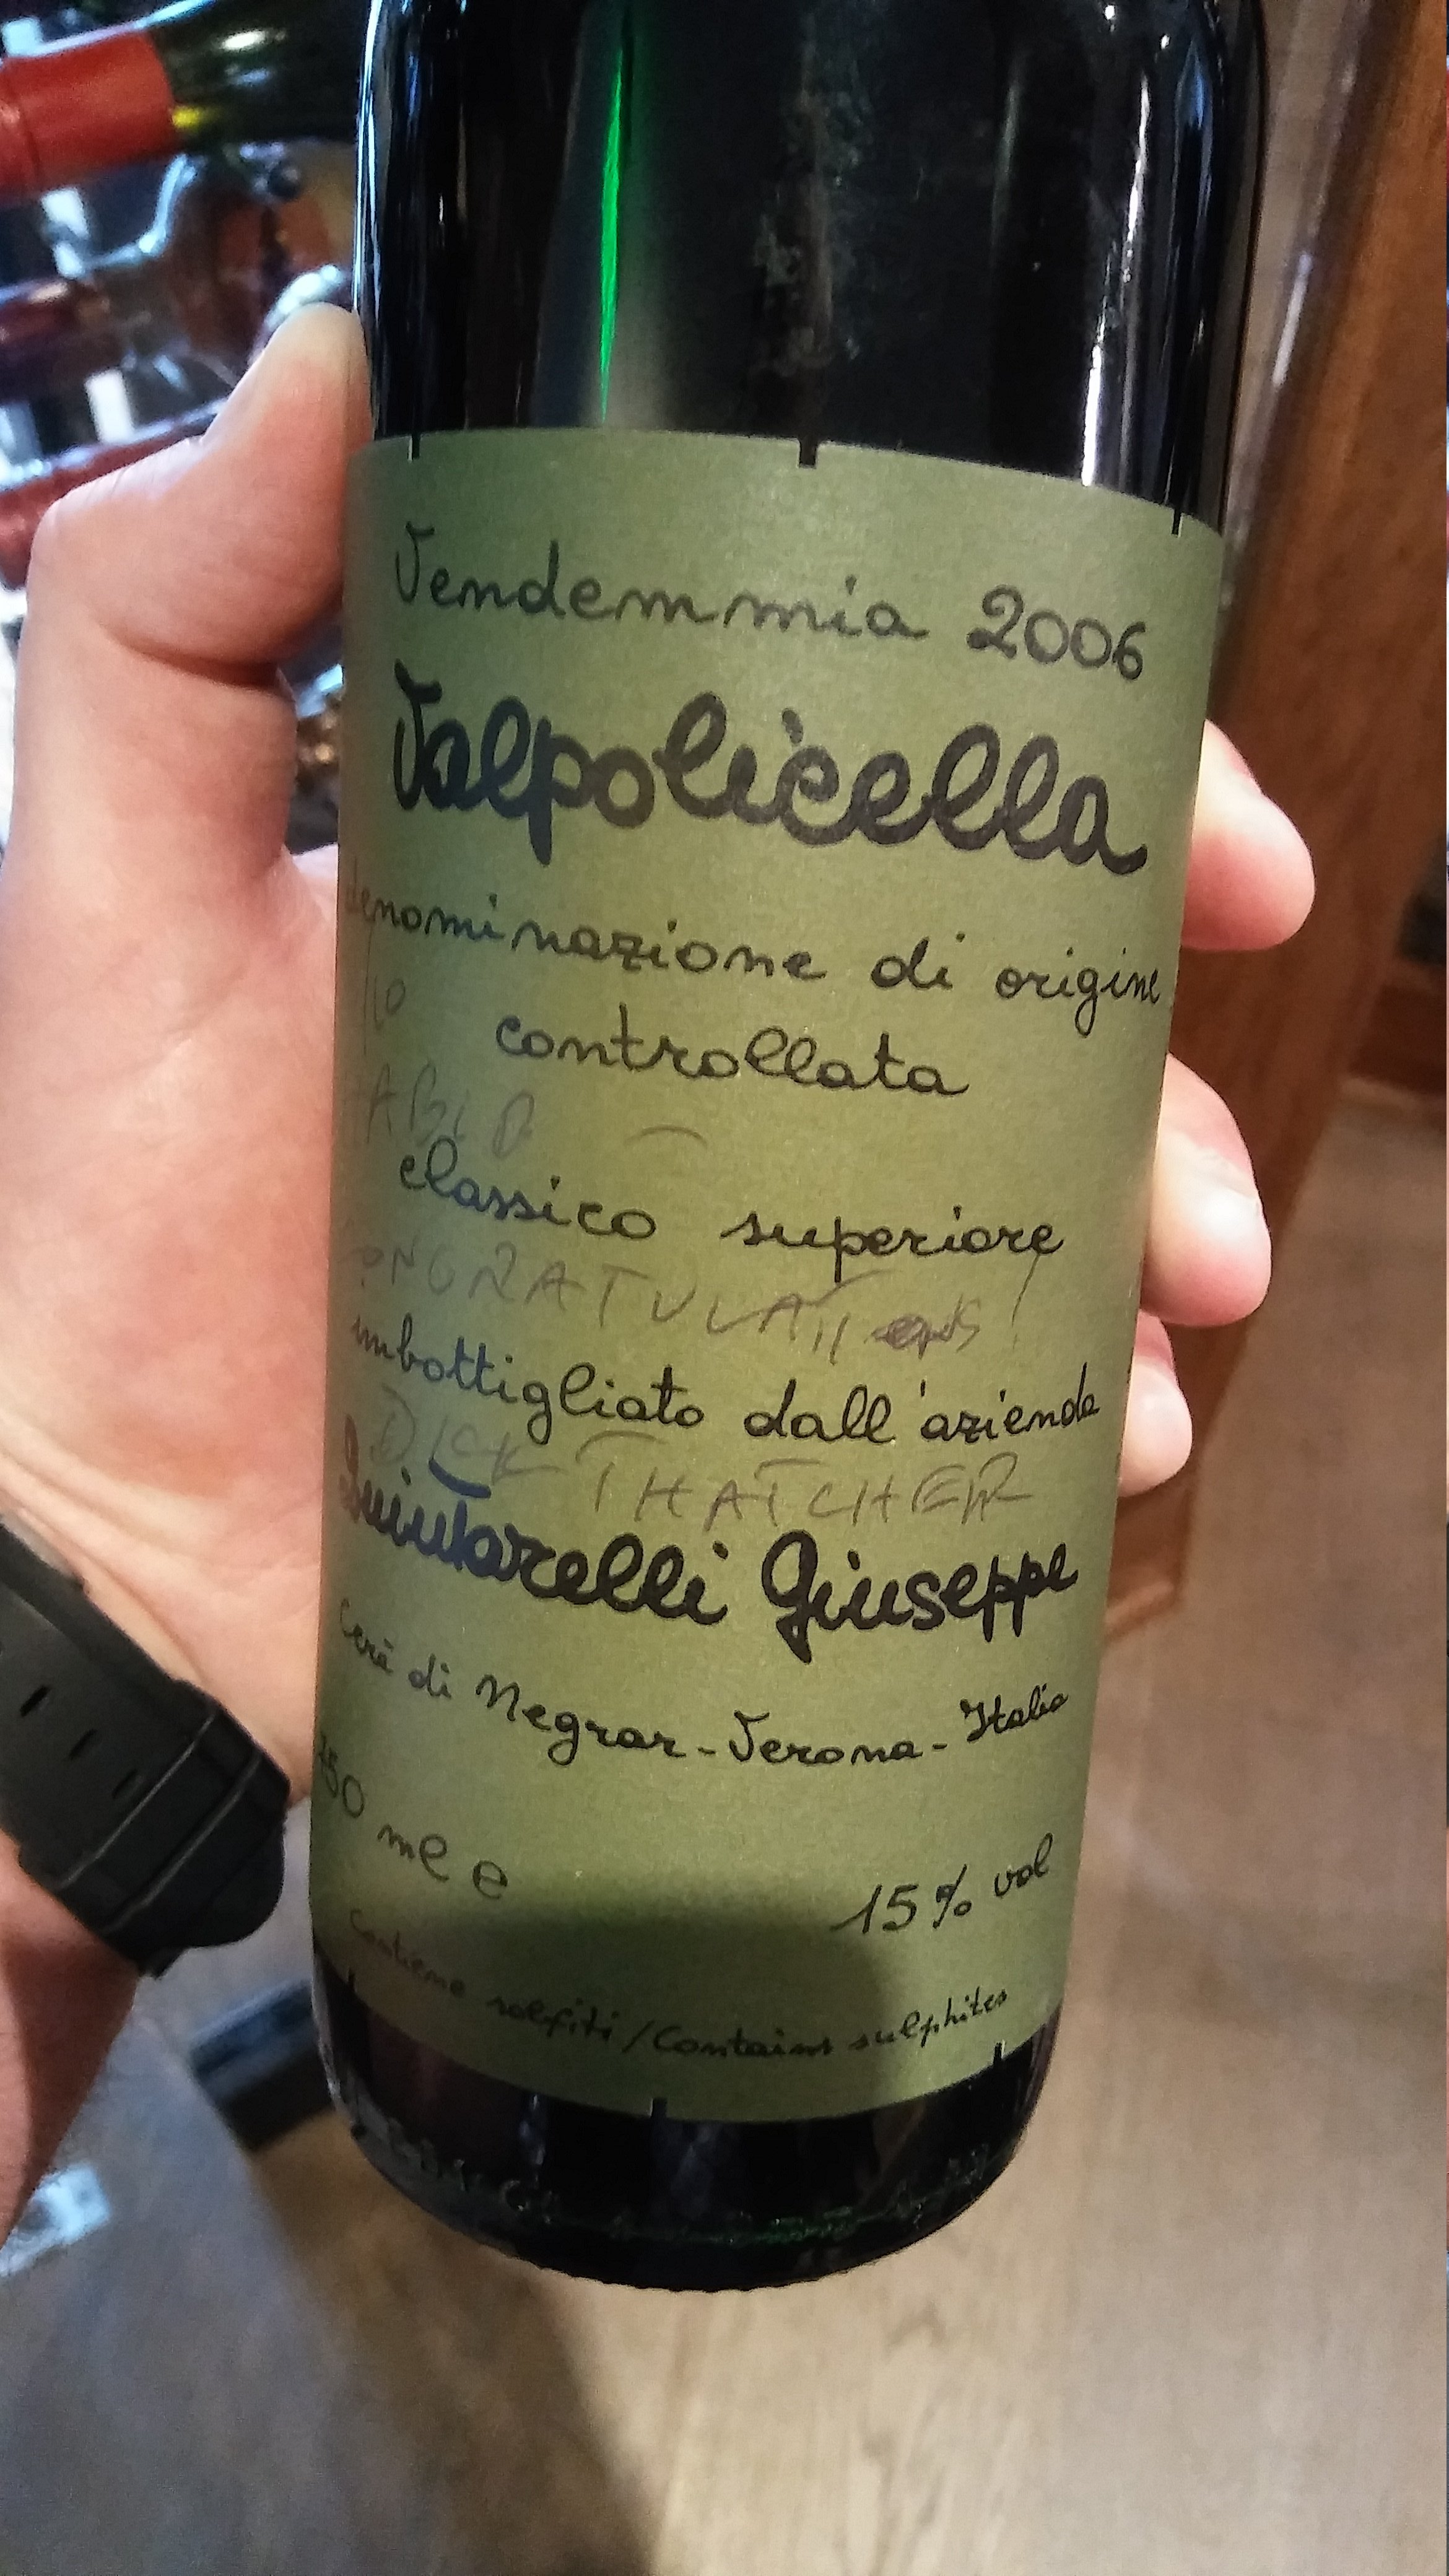 Vendemmia 2006
Valpolicella
denominazione di origine
controllata
classico superiore
CONGRATULATIONS!
imbottigliato dall'azienda
DICK THATCHER
Quintarelli Giuseppe
Cerè di Negrar - Verona - Italia
750 ml e
15% vol
Contiene solfiti / Contains sulphites